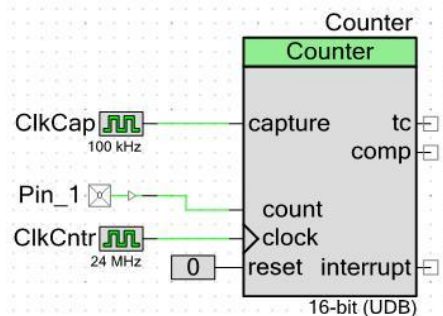 Counter
Counter
ClkCap
100 kHz
capture
tc
comp
Pin_1
count
ClkCntr
24 MHz
clock
0
reset
interrupt
16-bit (UDB)